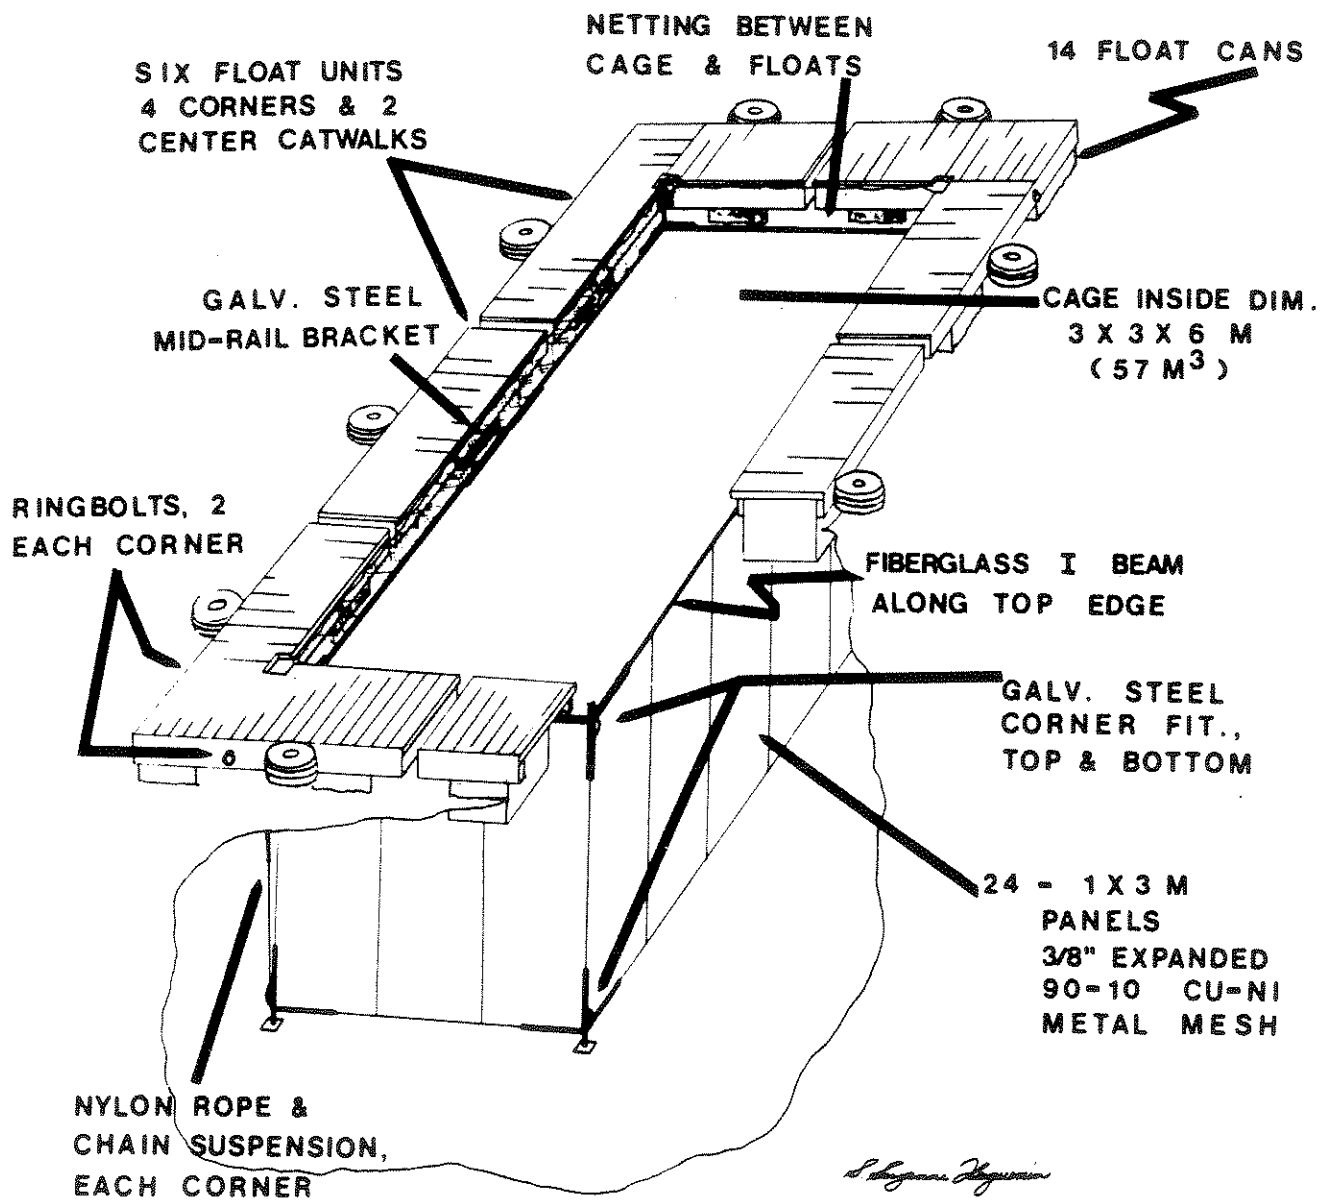 NETTING BETWEEN
CAGE & FLOATS
14 FLOAT CANS
SIX FLOAT UNITS
4 CORNERS & 2
CENTER CATWALKS
GALV. STEEL
MID-RAIL BRACKET
CAGE INSIDE DIM.
3 X 3 X 6 M
(57 M³)
RINGBOLTS, 2
EACH CORNER
FIBERGLASS I BEAM
ALONG TOP EDGE
GALV. STEEL
CORNER FIT.,
TOP & BOTTOM
24 - 1 X 3 M
PANELS
3/8" EXPANDED
90-10 CU-NI
METAL MESH
NYLON ROPE &
CHAIN SUSPENSION,
EACH CORNER